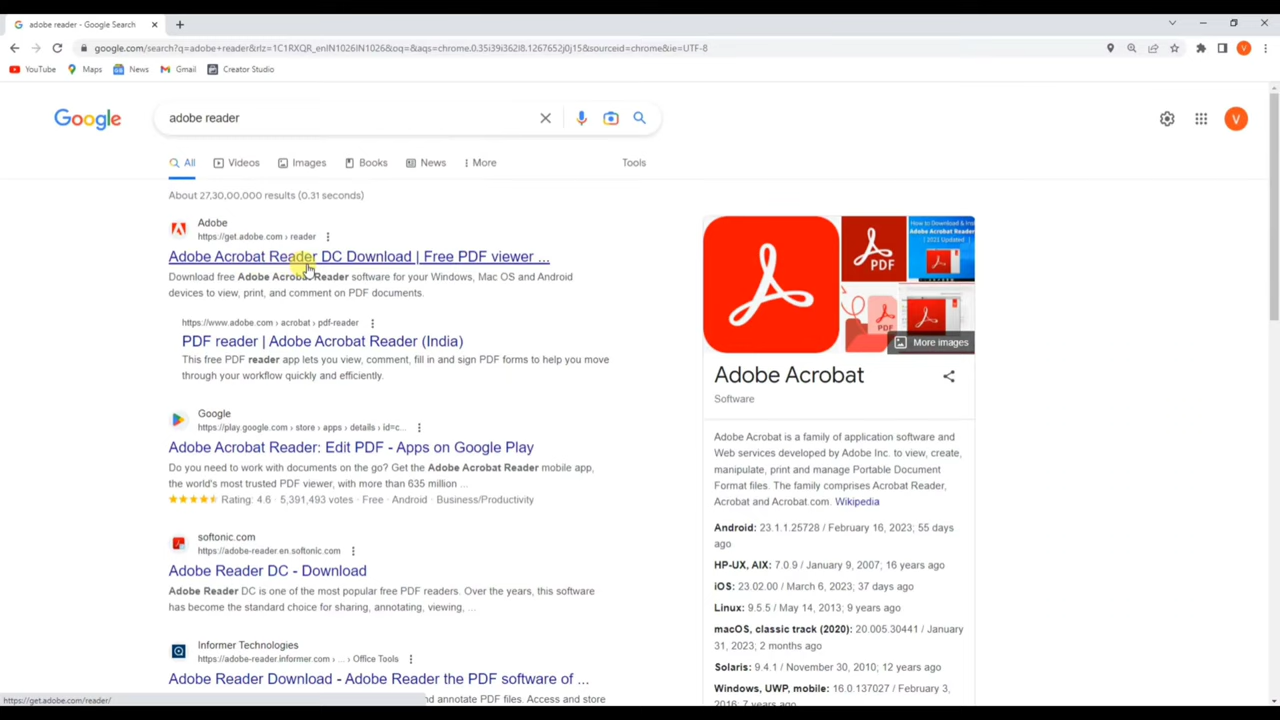 adobe reader - Google Search
google.com/search?q=adobe+reader&rlz=1C1RXQR_enIN1026IN1026&oq=&aqs=chrome.0.35i39i362l8.1267652j0j15&sourceid=chrome&ie=UTF-8
V
YouTube
Maps
News
Gmail
Creator Studio
Google
adobe reader
V
All
Videos
Images
Books
News
More
Tools
About 27,30,00,000 results (0.31 seconds)
Adobe
https://get.adobe.com › reader
Adobe Acrobat Reader DC Download | Free PDF viewer ...
Download free Adobe Acrobat Reader software for your Windows, Mac OS and Android
devices to view, print, and comment on PDF documents.
https://www.adobe.com › acrobat › pdf-reader
PDF reader | Adobe Acrobat Reader (India)
This free PDF reader app lets you view, comment, fill in and sign PDF forms to help you move
through your workflow quickly and efficiently.
Google
https://play.google.com › store › apps › details › id=c...
Adobe Acrobat Reader: Edit PDF - Apps on Google Play
Do you need to work with documents on the go? Get the Adobe Acrobat Reader mobile app,
the world's most trusted PDF viewer, with more than 635 million ...
Rating: 4.6 · 5,391,493 votes · Free · Android · Business/Productivity
softonic.com
https://adobe-reader.en.softonic.com
Adobe Reader DC - Download
Adobe Reader DC is one of the most popular free PDF readers. Over the years, this software
has become the standard choice for sharing, annotating, viewing, ...
Informer Technologies
https://adobe-reader.informer.com › ... › Office Tools
Adobe Reader Download - Adobe Reader the PDF software of ...
nd annotate PDF files. Access and store
https://get.adobe.com/reader/
PDF
How to Download & Ins
Adobe Acrobat Reader
| 2021 Updated |
PDF
More images
Adobe Acrobat
Software
Adobe Acrobat is a family of application software and
Web services developed by Adobe Inc. to view, create,
manipulate, print and manage Portable Document
Format files. The family comprises Acrobat Reader,
Acrobat and Acrobat.com. Wikipedia
Android: 23.1.1.25728 / February 16, 2023; 55 days
ago
HP-UX, AIX: 7.0.9 / January 9, 2007; 16 years ago
iOS: 23.02.00 / March 6, 2023; 37 days ago
Linux: 9.5.5 / May 14, 2013; 9 years ago
macOS, classic track (2020): 20.005.30441 / January
31, 2023; 2 months ago
Solaris: 9.4.1 / November 30, 2010; 12 years ago
Windows, UWP, mobile: 16.0.137027 / February 3,
2016; 7 years ago